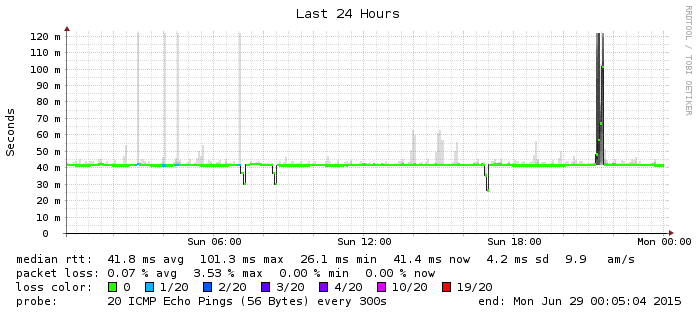 Last 24 Hours
RRDTOOL / TOBI OETIKER
Seconds
120 m
110 m
100 m
90 m
80 m
70 m
60 m
50 m
40 m
30 m
20 m
10 m
0
Sun 06:00 Sun 12:00 Sun 18:00 Mon 00:00
median rtt: 41.8 ms avg 101.3 ms max 26.1 ms min 41.4 ms now 4.2 ms sd 9.9 am/s
packet loss: 0.07 % avg 3.53 % max 0.00 % min 0.00 % now
loss color: 0 1/20 2/20 3/20 4/20 10/20 19/20
probe: 20 ICMP Echo Pings (56 Bytes) every 300s end: Mon Jun 29 00:05:04 2015